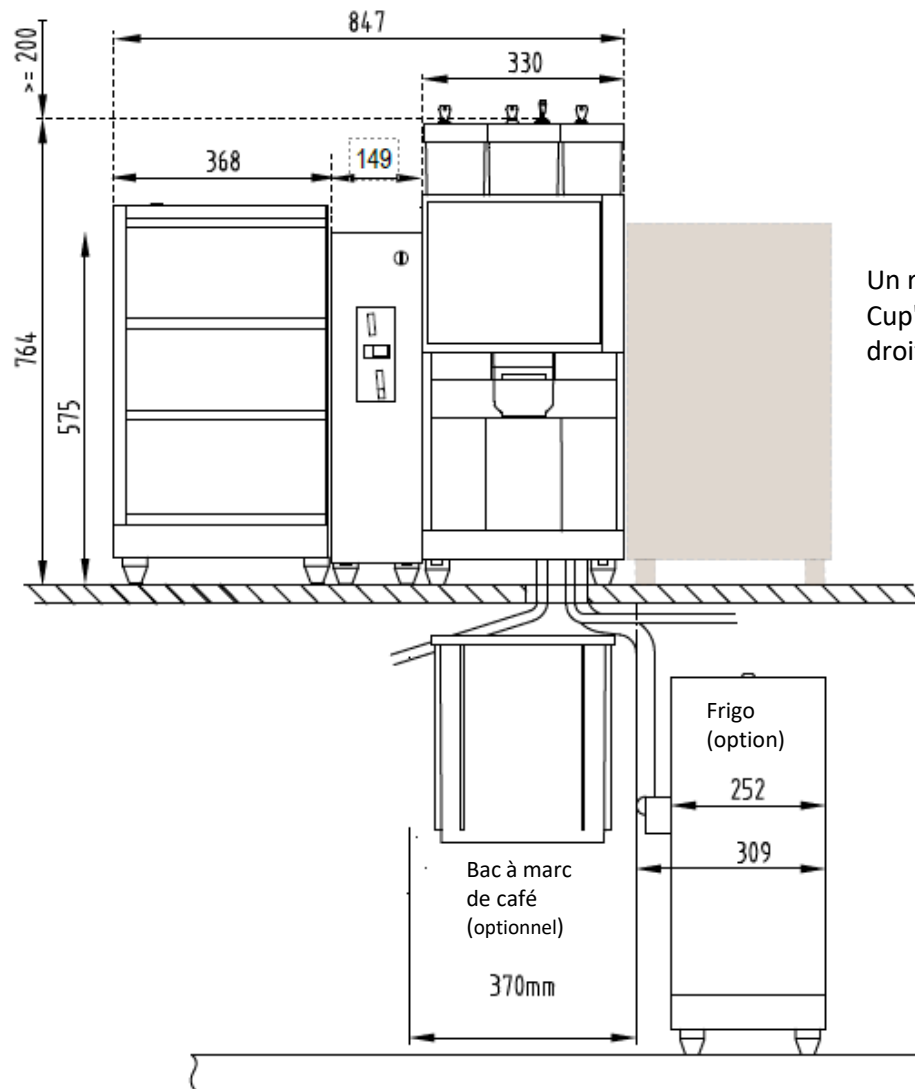 847
>= 200
330
368
149
764
575
Un
Cup'
Frigo
(option)
252
309
Bac à marc
de café
(optionnel)
370mm